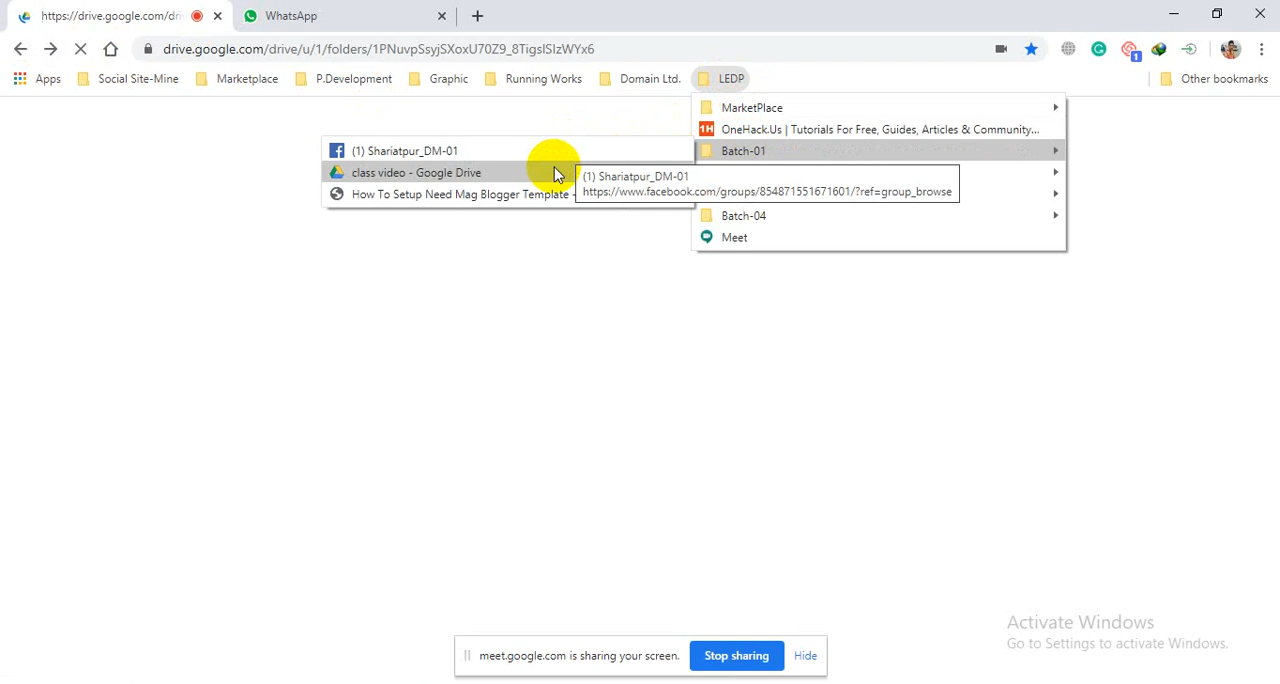 https://drive.google.com/dri
WhatsApp
drive.google.com/drive/u/1/folders/1PNuvpSsyjSXoxU70Z9_8TigsISIzWYx6
1
Apps
Social Site-Mine
Marketplace
P.Development
Graphic
Running Works
Domain Ltd.
LEDP
Other bookmarks
MarketPlace
1H OneHack.Us | Tutorials For Free, Guides, Articles & Community...
(1) Shariatpur_DM-01
Batch-01
class video - Google Drive
(1) Shariatpur_DM-01
https://www.facebook.com/groups/854871551671601/?ref=group_browse
How To Setup Need Mag Blogger Template -
Batch-04
Meet
Activate Windows
Go to Settings to activate Windows.
meet.google.com is sharing your screen.
Stop sharing
Hide